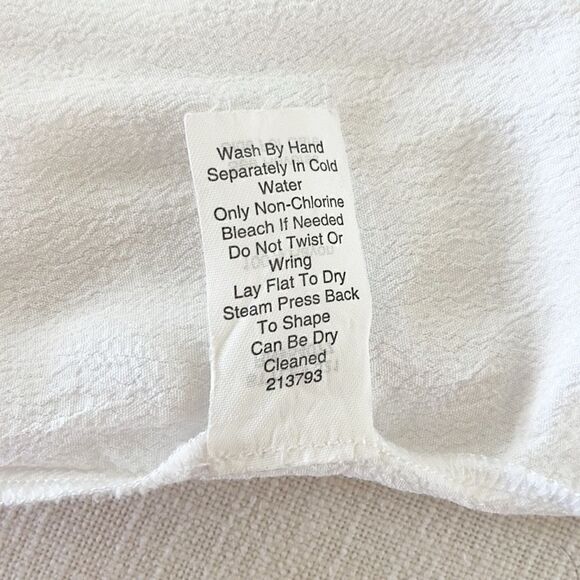 Wash By Hand
Separately In Cold
Water
Only Non-Chlorine
Bleach If Needed
Do Not Twist Or
Wring
Lay Flat To Dry
Steam Press Back
To Shape
Can Be Dry
Cleaned
213793